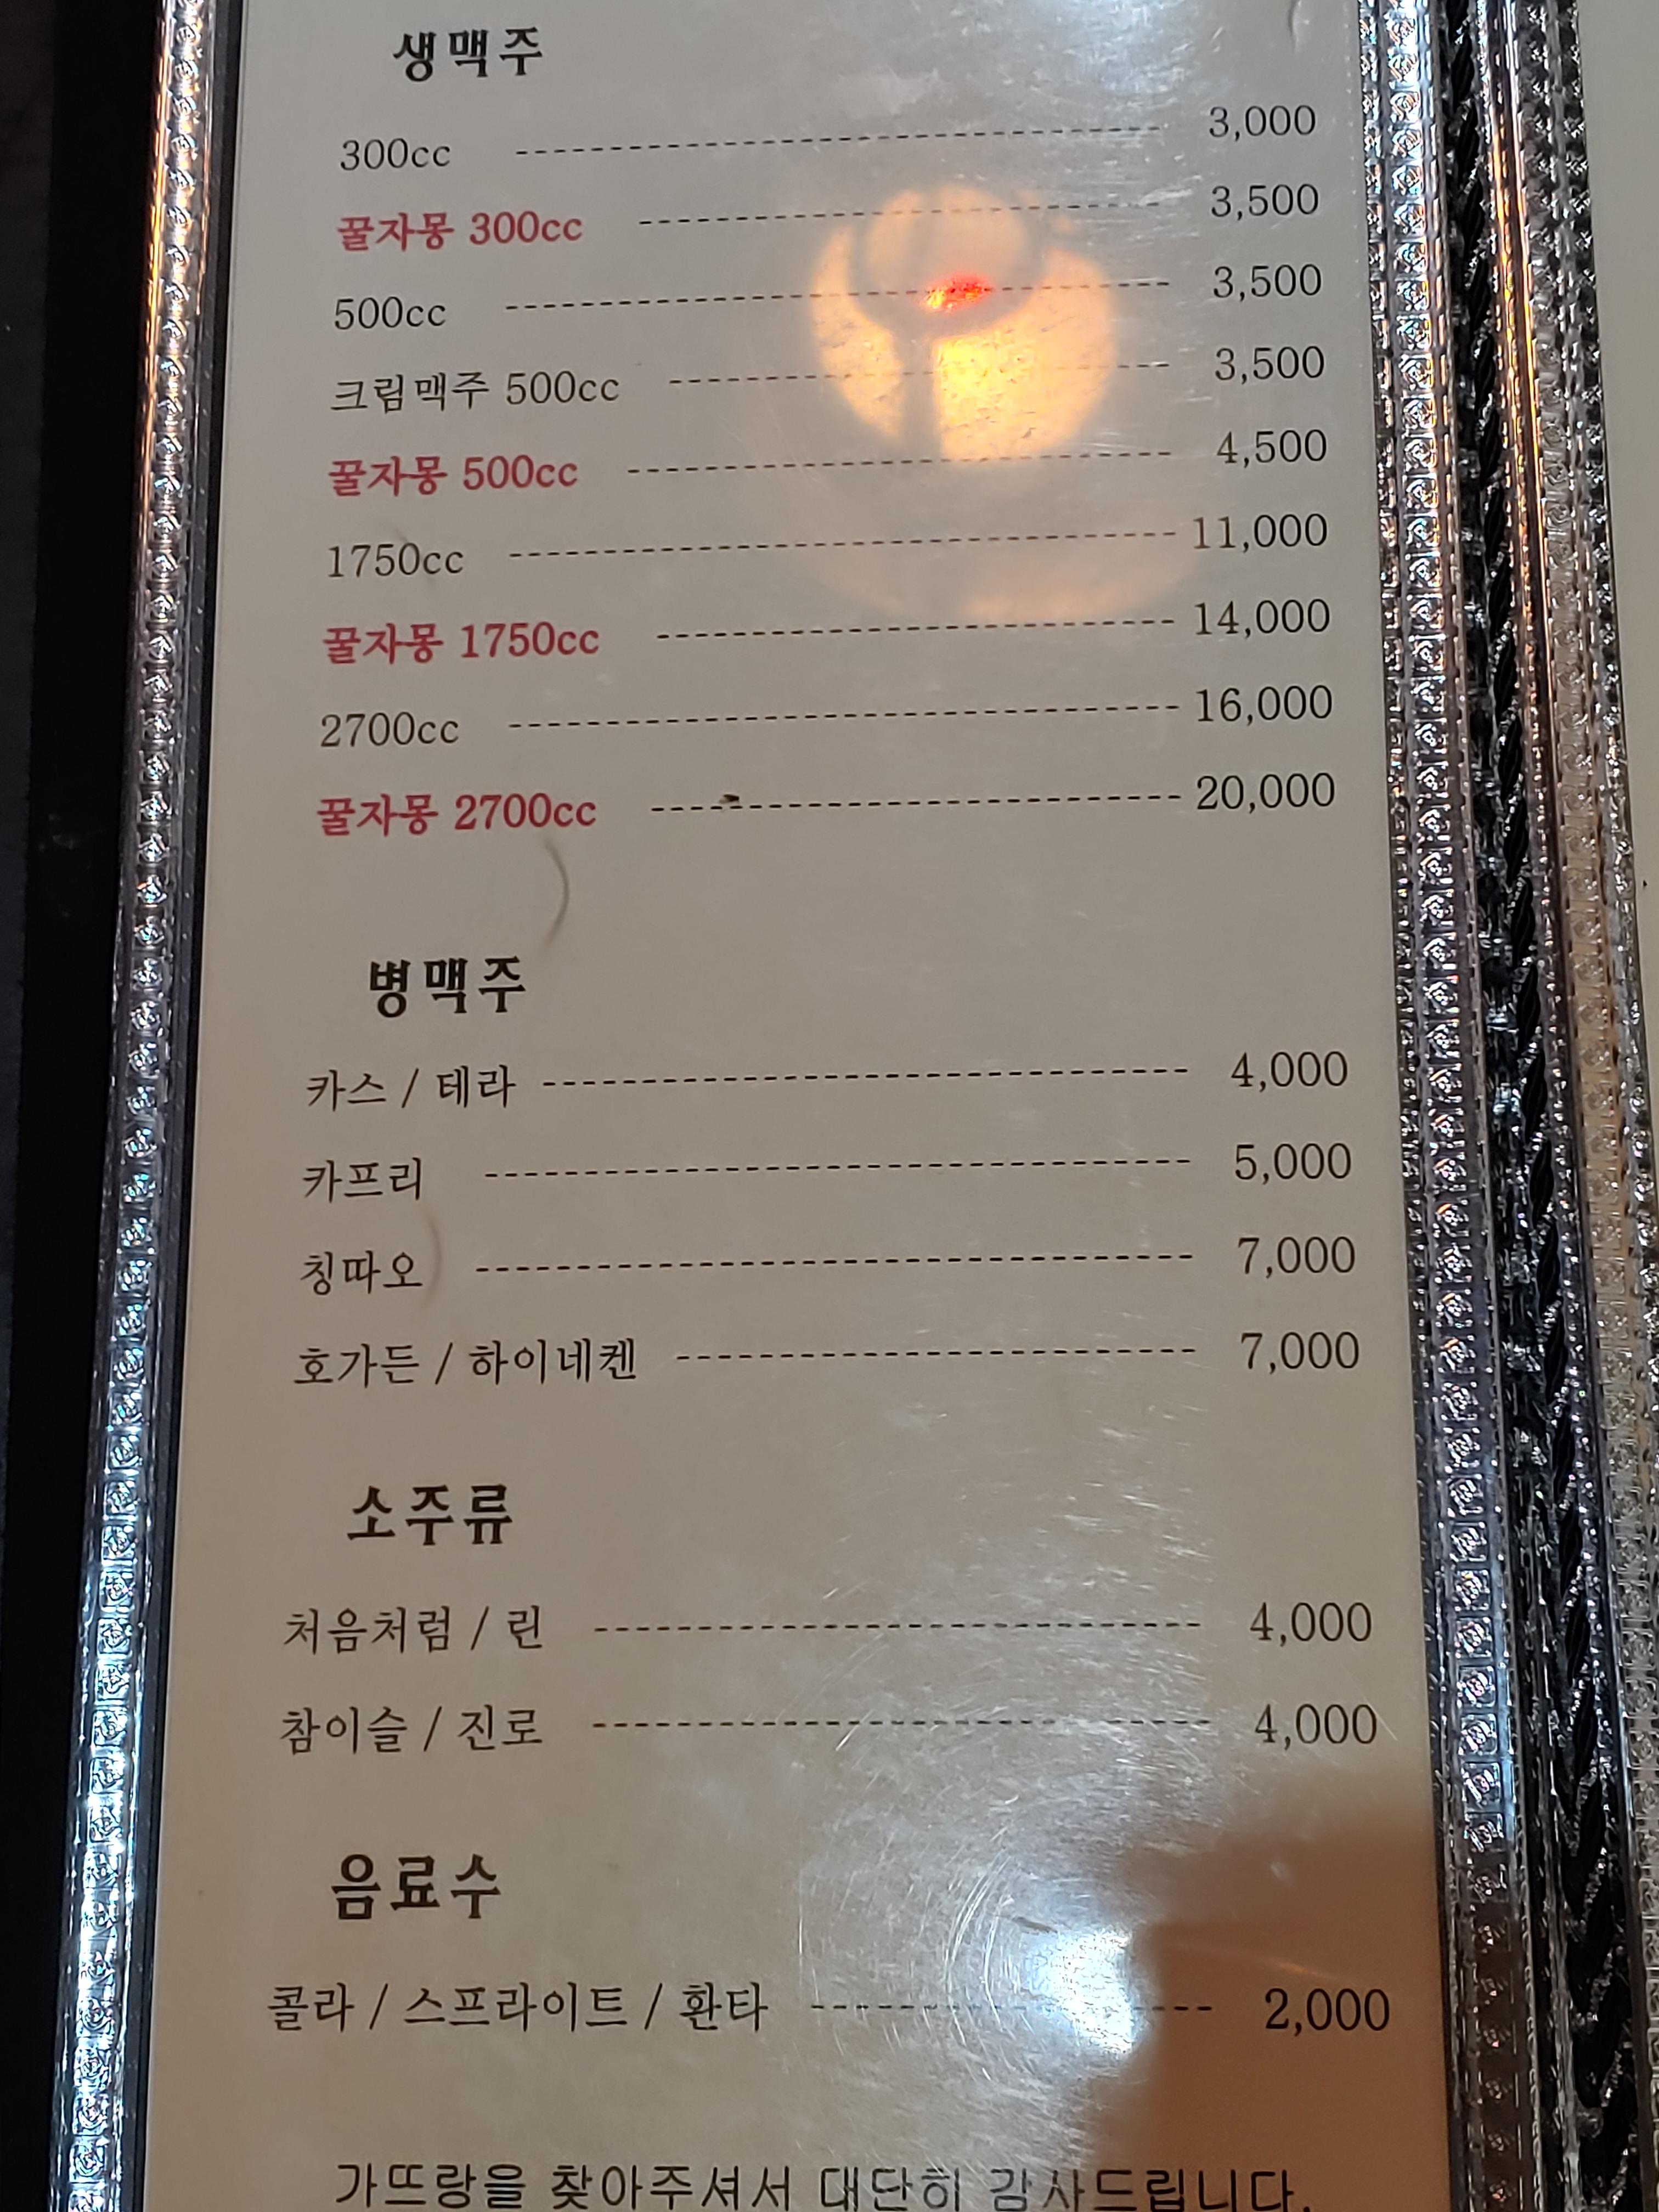 생맥주
300cc 3,000
꿀자몽 300cc 3,500
500cc 3,500
크림맥주 500cc 3,500
꿀자몽 500cc 4,500
1750cc 11,000
꿀자몽 1750cc 14,000
2700cc 16,000
꿀자몽 2700cc 20,000
병맥주
카스 / 테라 4,000
카프리 5,000
칭따오 7,000
호가든 / 하이네켄 7,000
소주류
처음처럼 / 린 4,000
참이슬 / 진로 4,000
음료수
콜라 / 스프라이트 / 환타 2,000
가뜨랑을 찾아주셔서 대단히 감사드립니다.